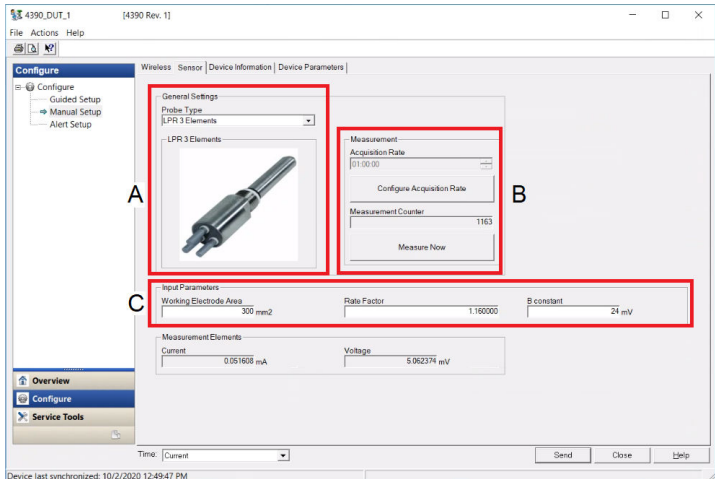 4390_DUT_1 [4390 Rev. 1]
File Actions Help
Configure
Configure
Guided Setup
Manual Setup
Alert Setup
Overview
Configure
Service Tools
Wireless Sensor Device Information Device Parameters
General Settings
Probe Type
LPR 3 Elements
LPR 3 Elements
A
Measurement
Acquisition Rate
01:00:00
Configure Acquisition Rate
Measurement Counter
1163
Measure Now
B
C
Input Parameters
Working Electrode Area Rate Factor B constant
300 mm2 1.160000 24 mV
Measurement Elements
Current Voltage
0.051608 mA 5.062374 mV
Time: Current Send Close Help
Device last synchronized: 10/2/2020 12:49:47 PM